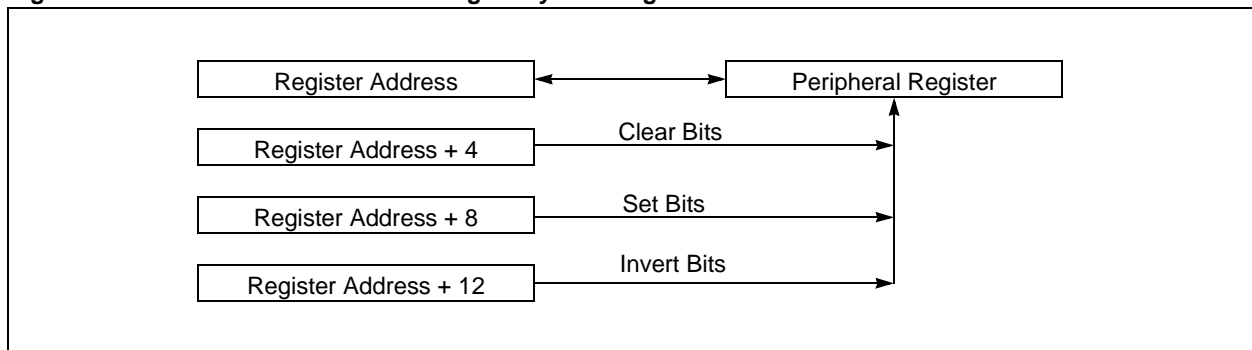 Register Address
Peripheral Register
Clear Bits
Register Address + 4
Set Bits
Register Address + 8
Invert Bits
Register Address + 12